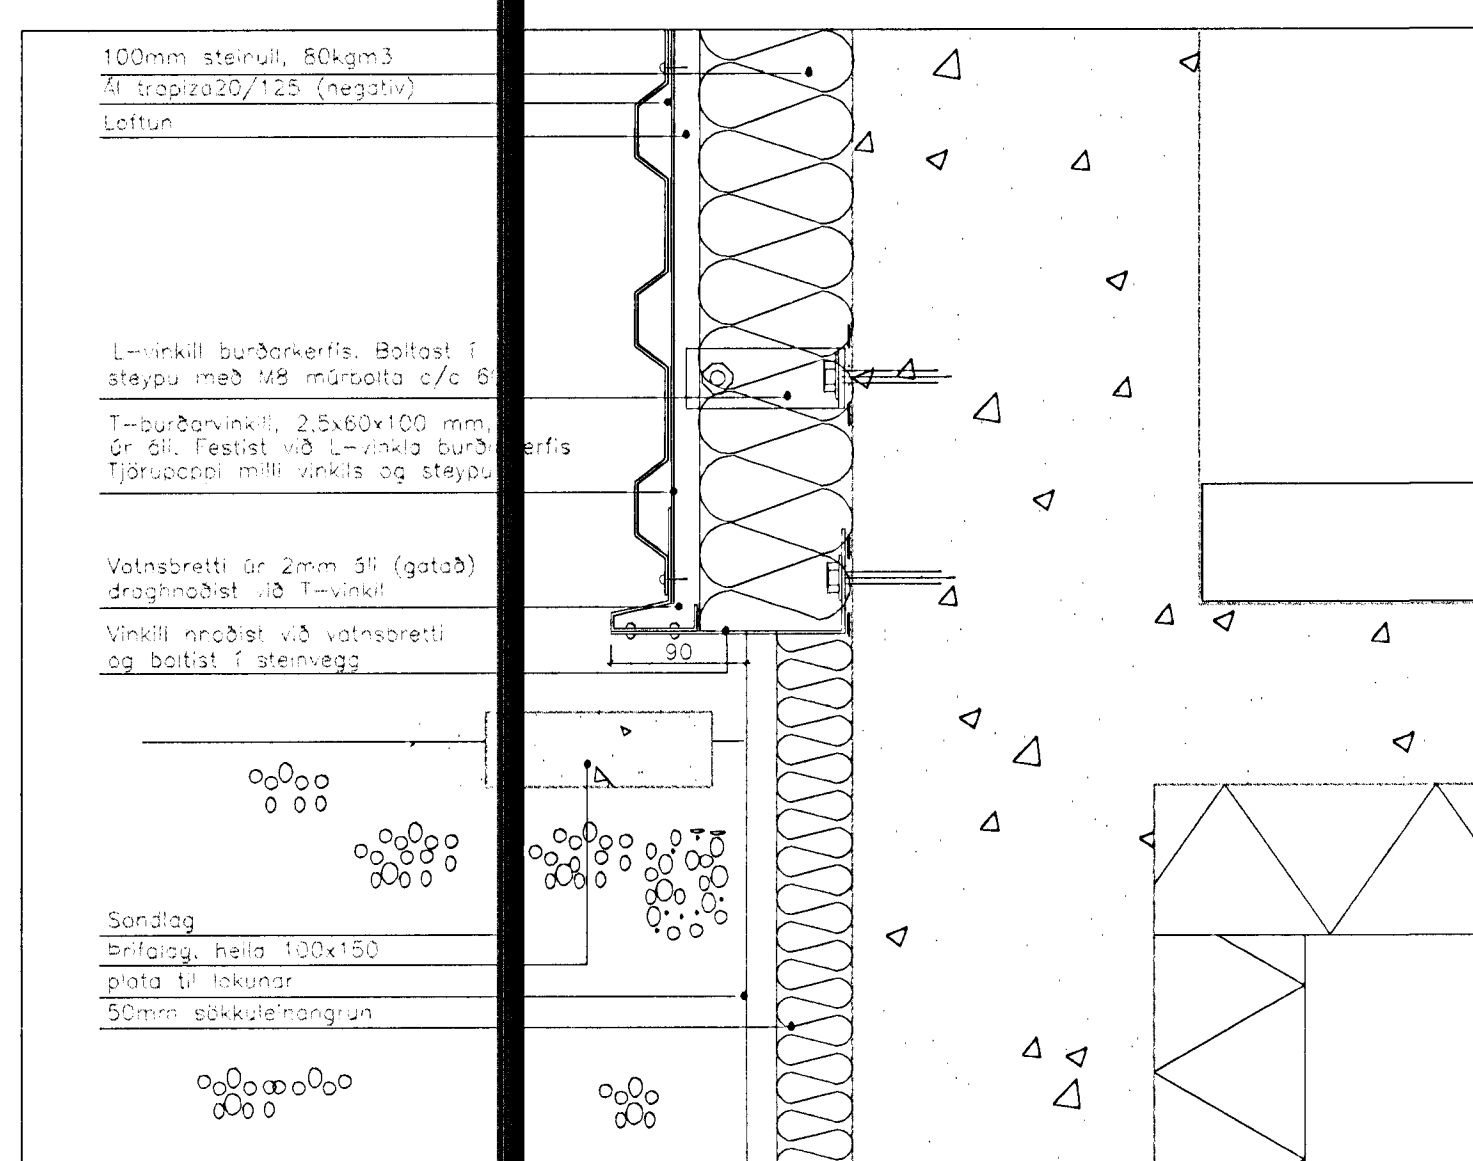 100mm steinull, 80kgm3
Ál trapiza20/125 (negativ)
Loftun
L-vinkill burðarkerfis. Boltast í
steypu með M8 múrbolta c/c
T-burðarvinkill, 2,5x60x100 mm,
úr áli. Festist við L-vinkla burðarkerfis
Tjörupappi milli vinkils og steypu
Vatnsbretti úr 2mm áli (gatað)
draghnoðist við T-vinkil
Vinkill hnoðist við vatnsbretti
og boltist í steinvegg
90
Sandlag
Þrifalag, hella 100x150
plata til lokunar
50mm sökkuleinangrun